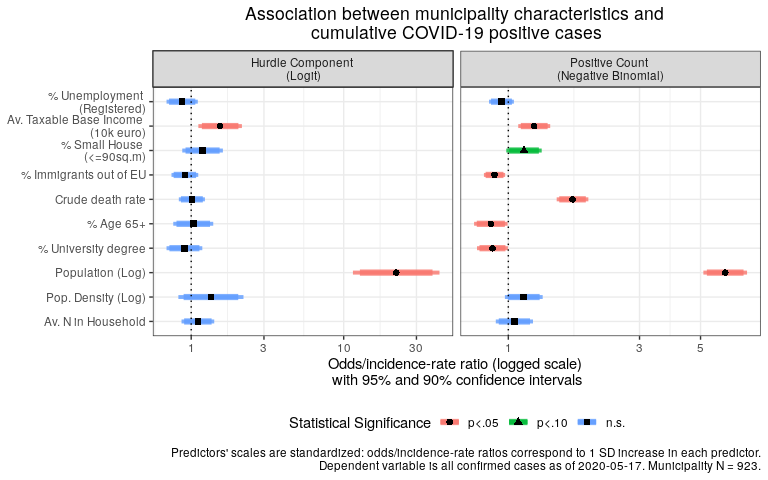 Association between municipality characteristics and
cumulative COVID-19 positive cases
Hurdle Component
(Logit)
Positive Count
(Negative Binomial)
% Unemployment
(Registered)
Av. Taxable Base Income
(10k euro)
% Small House
(<=90sq.m)
% Immigrants out of EU
Crude death rate
% Age 65+
% University degree
Population (Log)
Pop. Density (Log)
Av. N in Household
1 3 10 30
1 3 5
Odds/incidence-rate ratio (logged scale)
with 95% and 90% confidence intervals
Statistical Significance p<.05 p<.10 n.s.
Predictors' scales are standardized: odds/incidence-rate ratios correspond to 1 SD increase in each predictor.
Dependent variable is all confirmed cases as of 2020-05-17. Municipality N = 923.